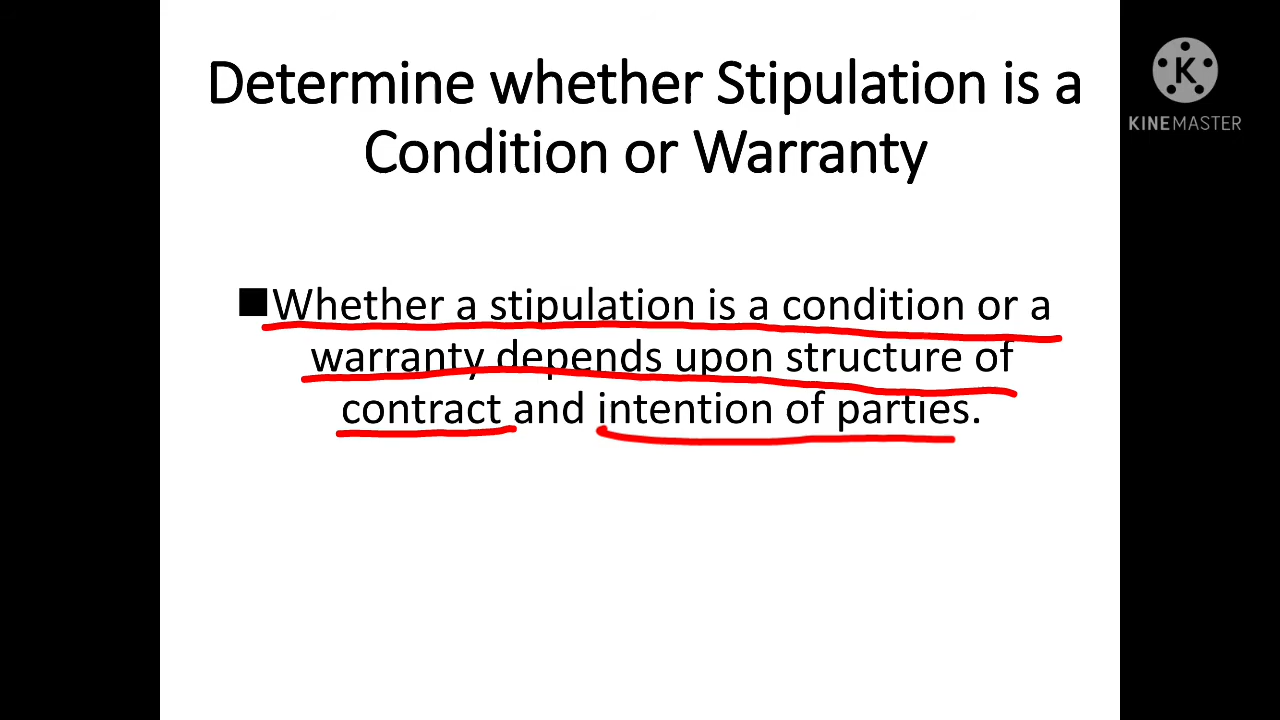 Determine whether Stipulation is a
Condition or Warranty
K
KINEMASTER
■Whether a stipulation is a condition or a
warranty depends upon structure of
contract and intention of parties.